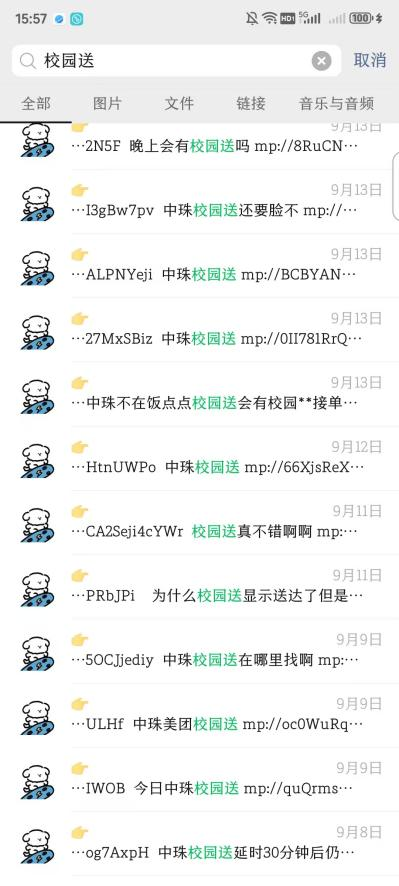 15:57 HD1 5G 100
校园送 取消
全部 图片 文件 链接 音乐与音频
9月13日
···2N5F 晚上会有校园送吗 mp://8RuCN···
9月13日
···I3gBw7pv 中珠校园送还要脸不 mp://···
9月13日
···ALPNYeji 中珠校园送 mp://BCBYAN···
9月13日
···27MxSBiz 中珠校园送 mp://0II781RrQ···
9月13日
···中珠不在饭点点校园送会有校园**接单···
9月12日
···HtnUWPo 中珠校园送 mp://66XjsReX···
9月11日
···CA2Seji4cYWr 校园送真不错啊啊 mp:···
9月11日
···PRbJPi 为什么校园送显示送达了但是···
9月9日
···5OCJjediy 中珠校园送在哪里找啊 mp:···
9月9日
···ULHf 中珠美团校园送 mp://oc0WuRq···
9月9日
···IWOB 今日中珠校园送 mp://quQrms···
9月8日
···og7AxpH 中珠校园送延时30分钟后仍···